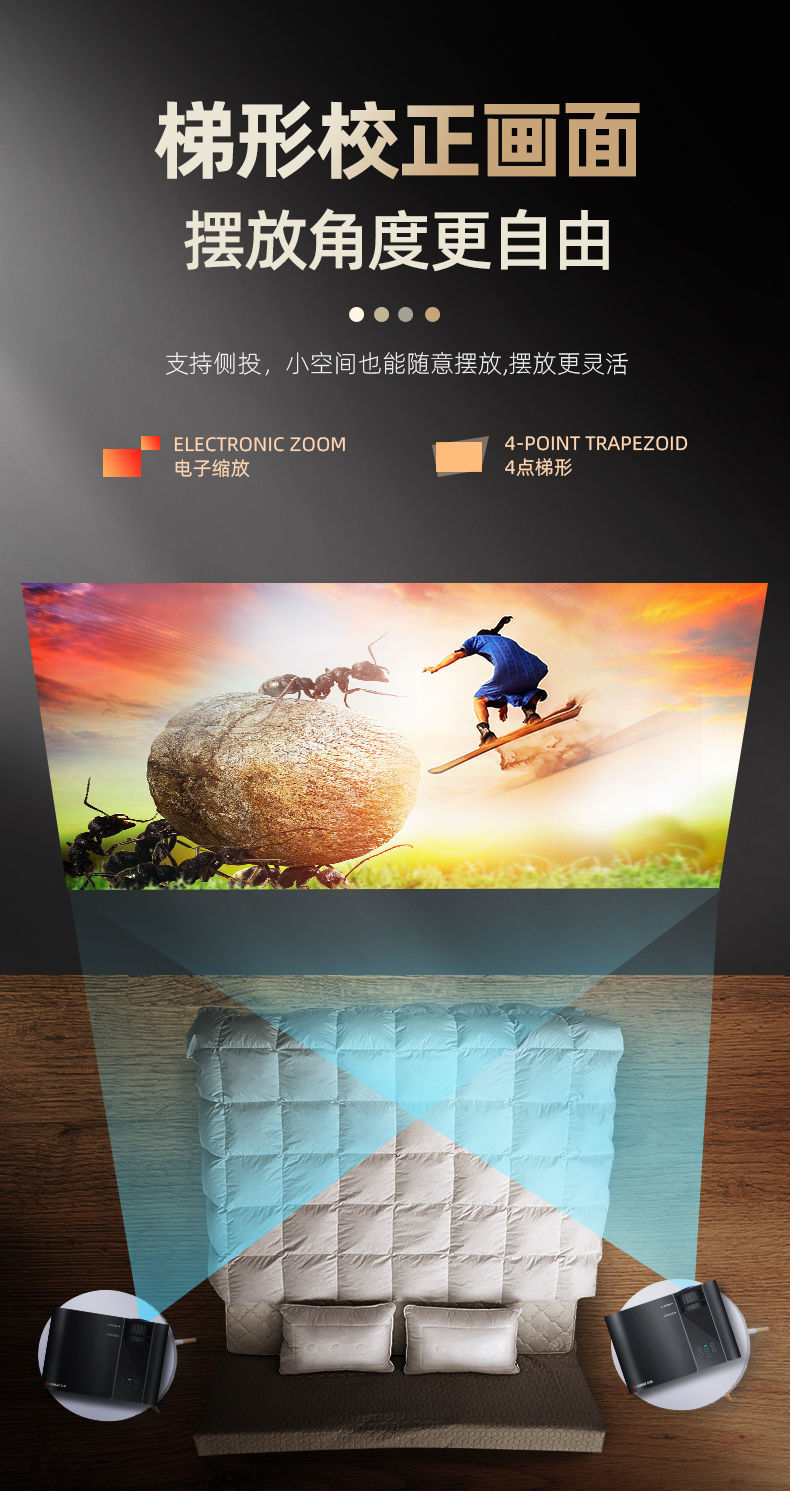 梯形校正画面
摆放角度更自由
支持侧投，小空间也能随意摆放,摆放更灵活
ELECTRONIC ZOOM
电子缩放
4-POINT TRAPEZOID
4点梯形